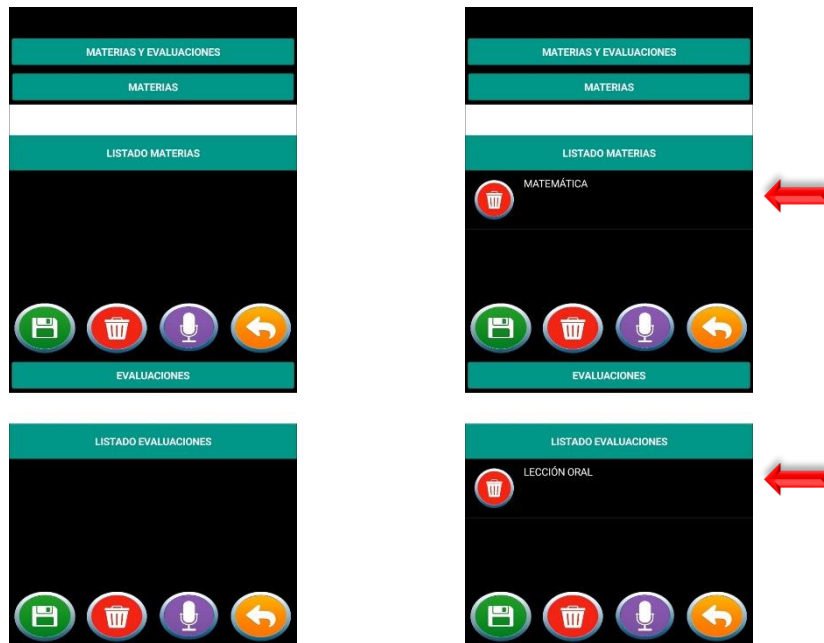 MATERIAS Y EVALUACIONES
MATERIAS
LISTADO MATERIAS
EVALUACIONES
MATERIAS Y EVALUACIONES
MATERIAS
LISTADO MATERIAS
MATEMÁTICA
EVALUACIONES
LISTADO EVALUACIONES
LISTADO EVALUACIONES
LECCIÓN ORAL